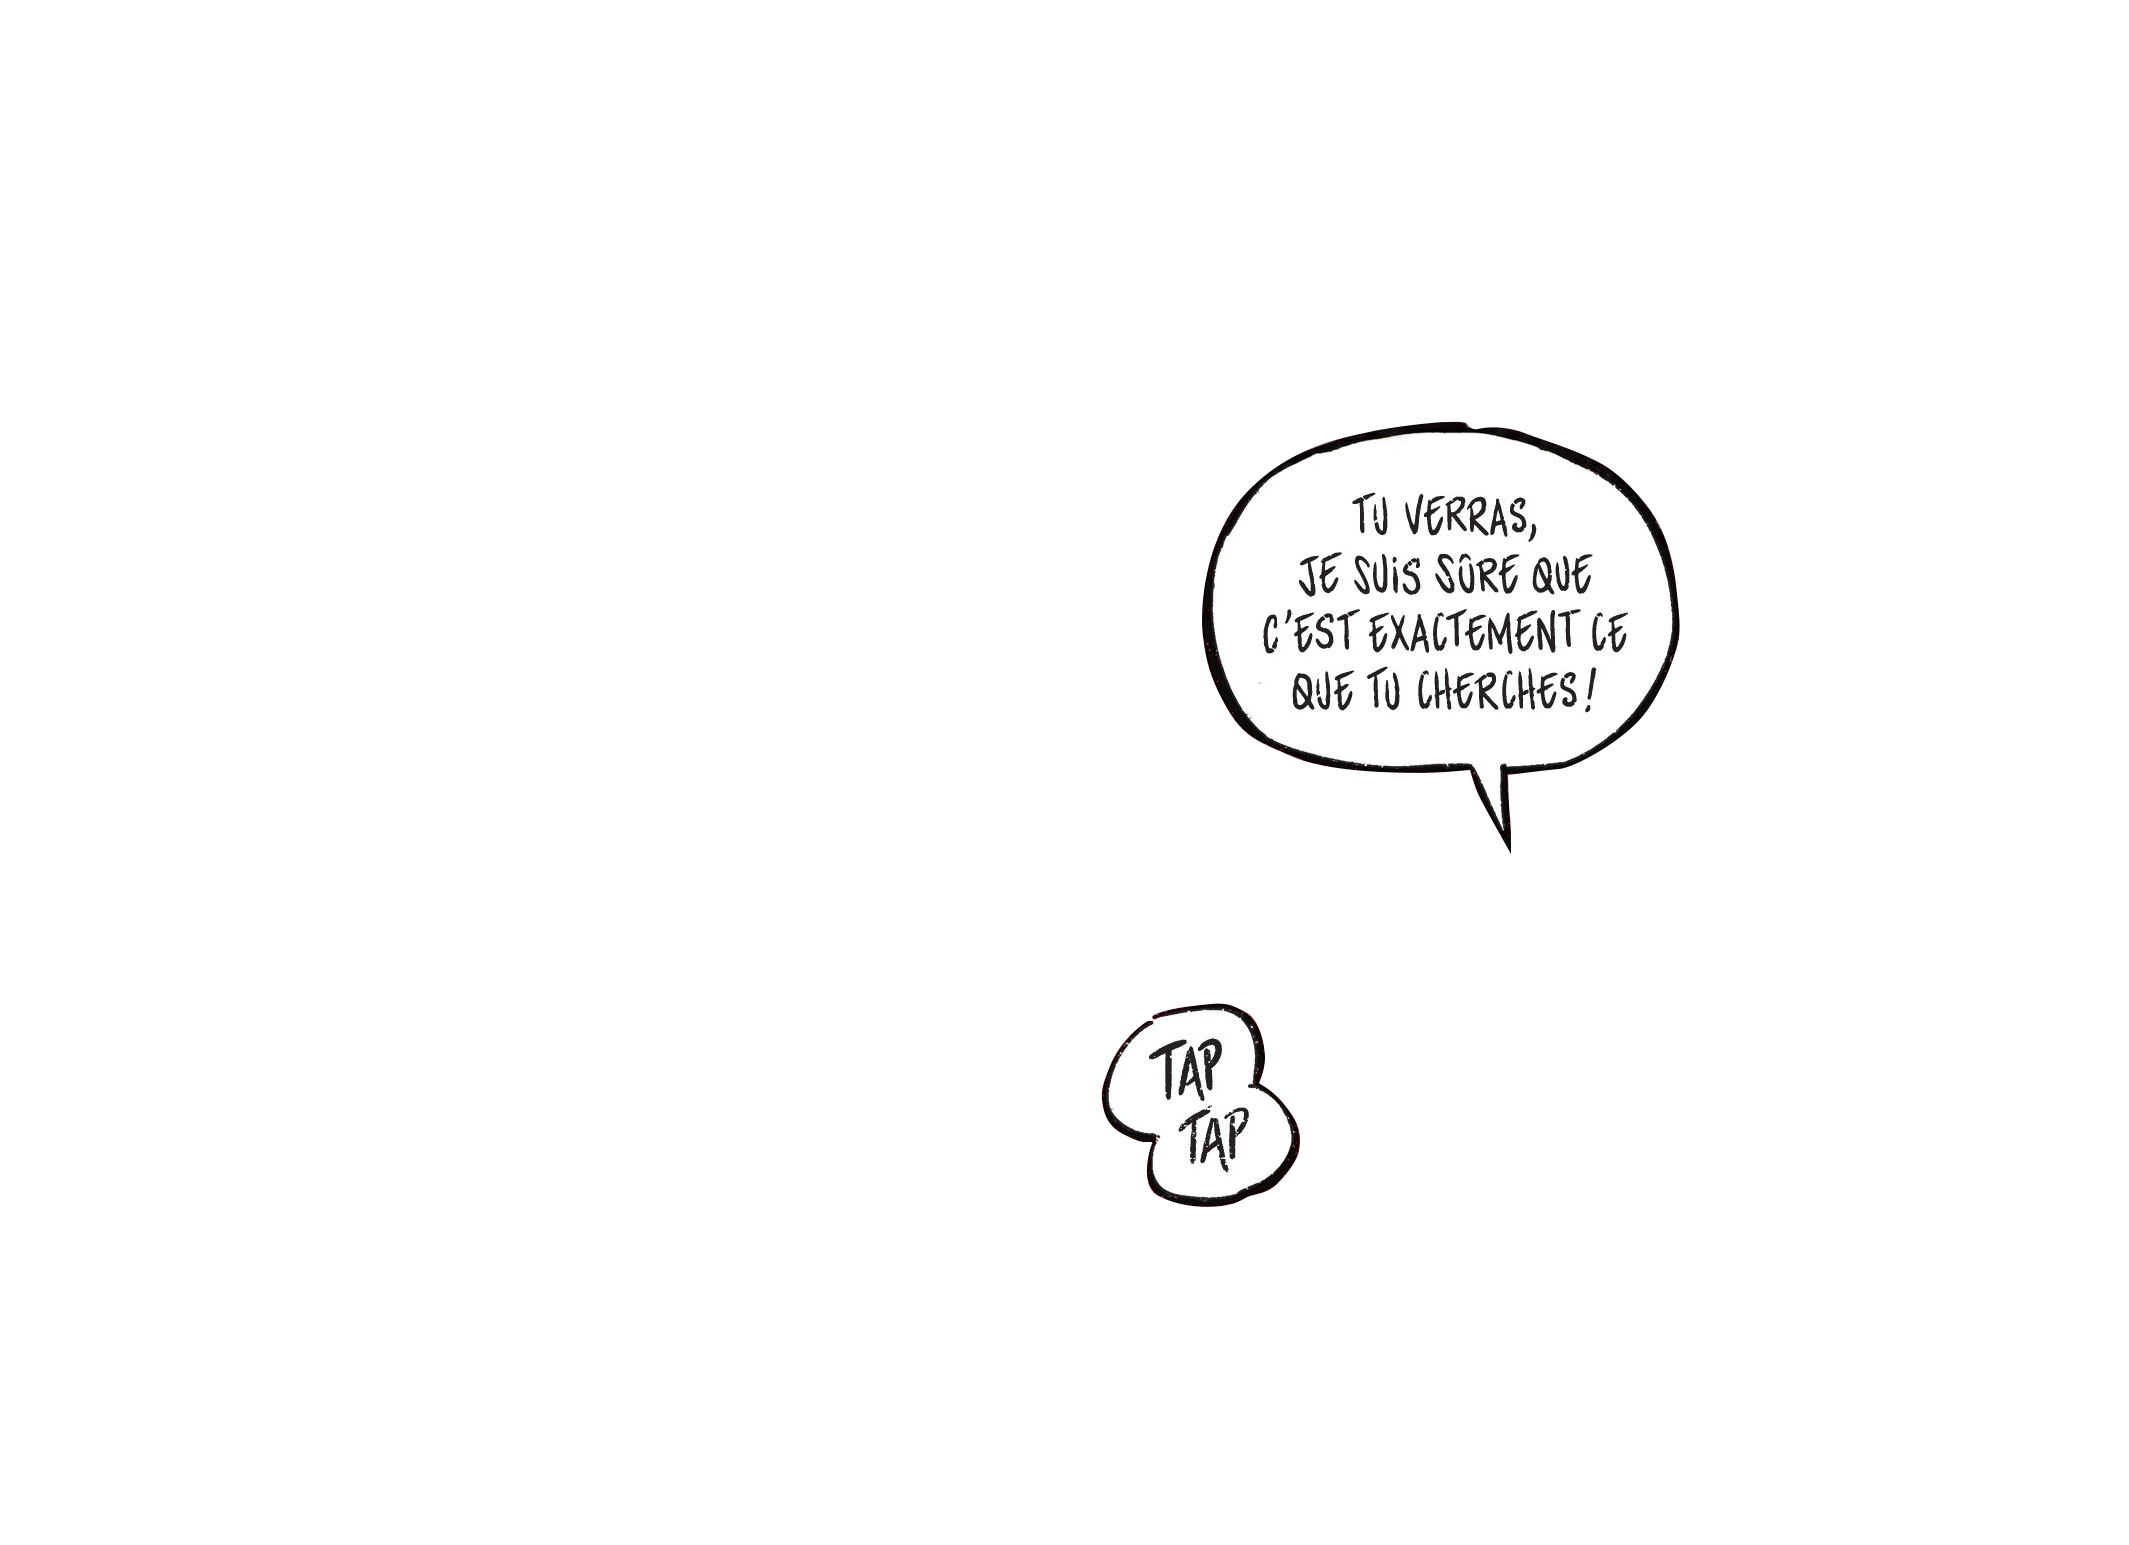 TU VERRAS,
JE SUiS SÛRE QUE
C'EST EXACTEMENT CE
QUE TU CHERCHES !
TAP
TAP